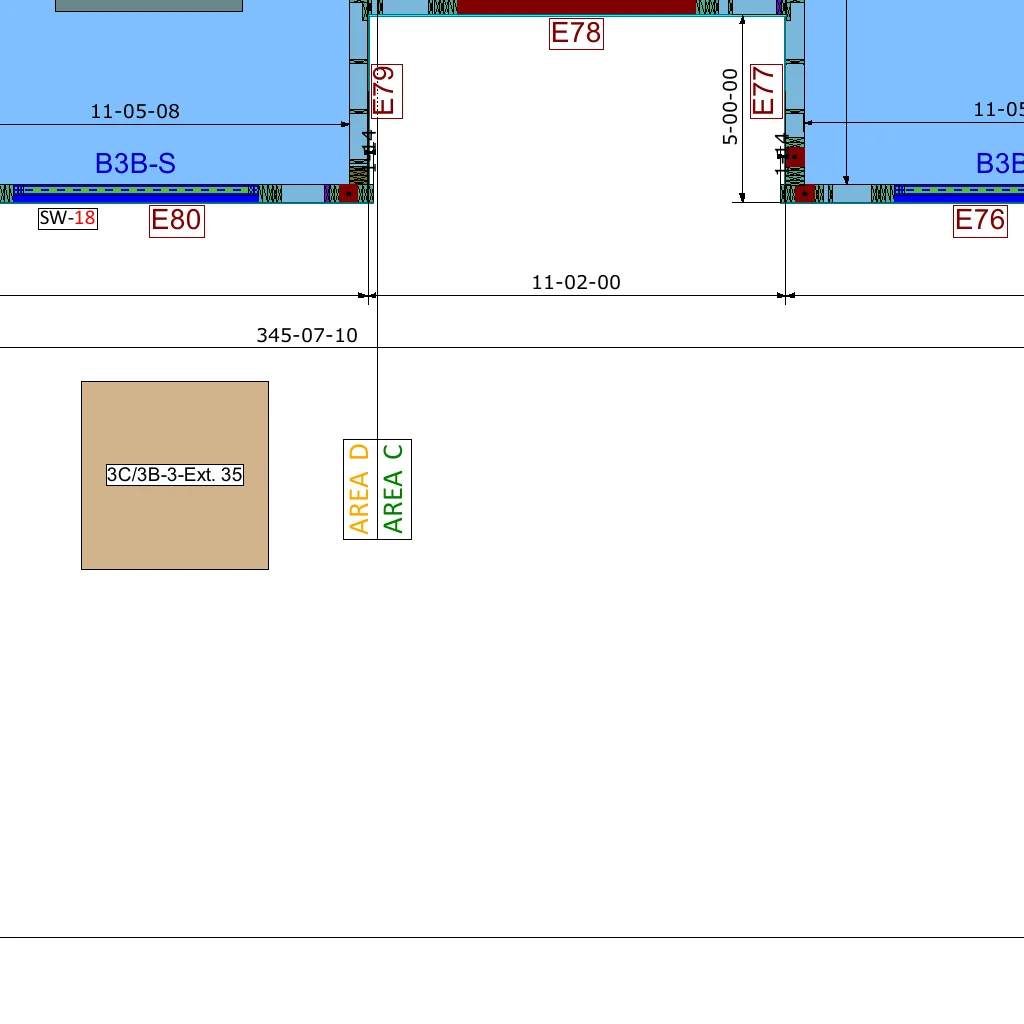 E78
E79
E77
5-00-00
11-05-08
11-05
B3B-S
B3B
SW-18
E80
E76
11-02-00
345-07-10
3C/3B-3-Ext. 35
AREA D
AREA C